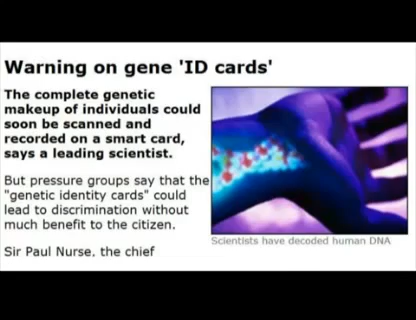 Warning on gene 'ID cards'
The complete genetic
makeup of individuals could
soon be scanned and
recorded on a smart card,
says a leading scientist.
But pressure groups say that the
"genetic identity cards" could
lead to discrimination without
much benefit to the citizen.
Sir Paul Nurse, the chief
Scientists have decoded human DNA